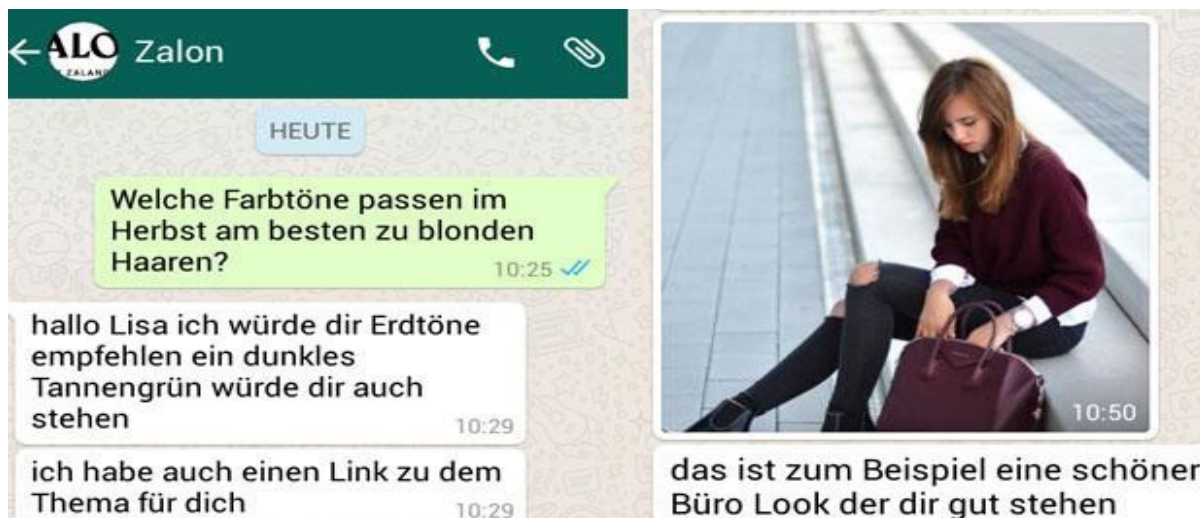 ALO
ZALAND
Zalon
HEUTE
Welche Farbtöne passen im
Herbst am besten zu blonden
Haaren?
10:25
hallo Lisa ich würde dir Erdtöne
empfehlen ein dunkles
Tannengrün würde dir auch
stehen
10:29
ich habe auch einen Link zu dem
Thema für dich
10:29
10:50
das ist zum Beispiel eine schöner
Büro Look der dir gut stehen